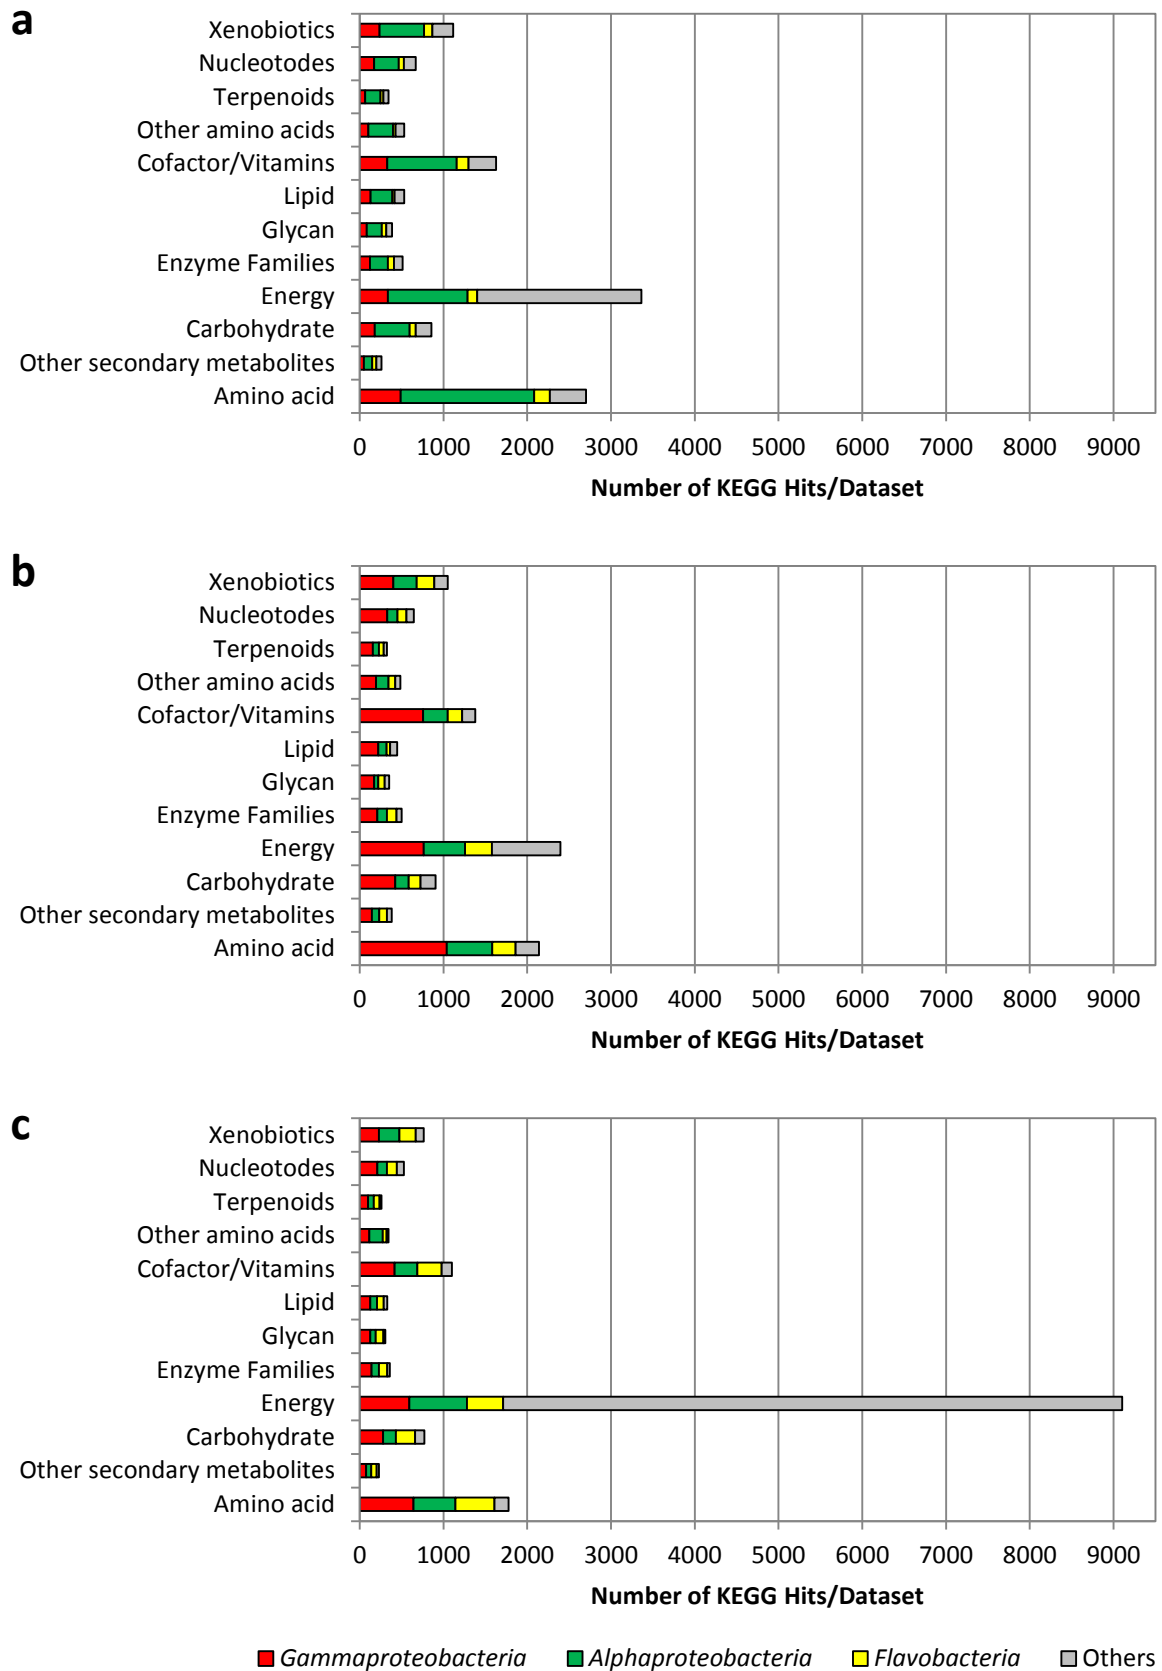 a
Xenobiotics
Nucleotodes
Terpenoids
Other amino acids
Cofactor/Vitamins
Lipid
Glycan
Enzyme Families
Energy
Carbohydrate
Other secondary metabolites
Amino acid
0 1000 2000 3000 4000 5000 6000 7000 8000 9000
Number of KEGG Hits/Dataset
b
Xenobiotics
Nucleotodes
Terpenoids
Other amino acids
Cofactor/Vitamins
Lipid
Glycan
Enzyme Families
Energy
Carbohydrate
Other secondary metabolites
Amino acid
0 1000 2000 3000 4000 5000 6000 7000 8000 9000
Number of KEGG Hits/Dataset
c
Xenobiotics
Nucleotodes
Terpenoids
Other amino acids
Cofactor/Vitamins
Lipid
Glycan
Enzyme Families
Energy
Carbohydrate
Other secondary metabolites
Amino acid
0 1000 2000 3000 4000 5000 6000 7000 8000 9000
Number of KEGG Hits/Dataset
Gammaproteobacteria Alphaproteobacteria Flavobacteria Others